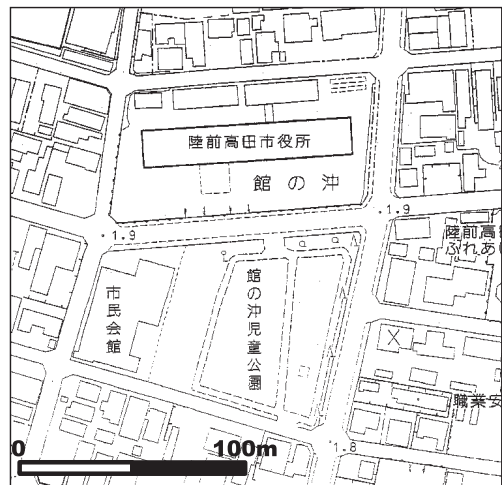 陸前高田市役所
館の沖
・1.9
・1.9
陸前高田
ふれあい
市民会館
館の沖児童公園
職業安
0 100m
・1.8